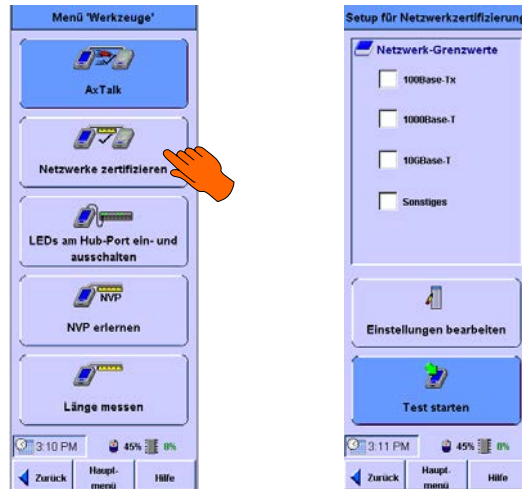 Menü 'Werkzeuge'
AxTalk
Netzwerke zertifizieren
LEDs am Hub-Port ein- und
ausschalten
NVP
NVP erlernen
Länge messen
3:10 PM 45% 8%
Zurück Haupt-
menü Hilfe
Setup für Netzwerkzertifizierung
Netzwerk-Grenzwerte
100Base-Tx
1000Base-T
10GBase-T
Sonstiges
Einstellungen bearbeiten
Test starten
3:11 PM 45% 8%
Zurück Haupt-
menü Hilfe